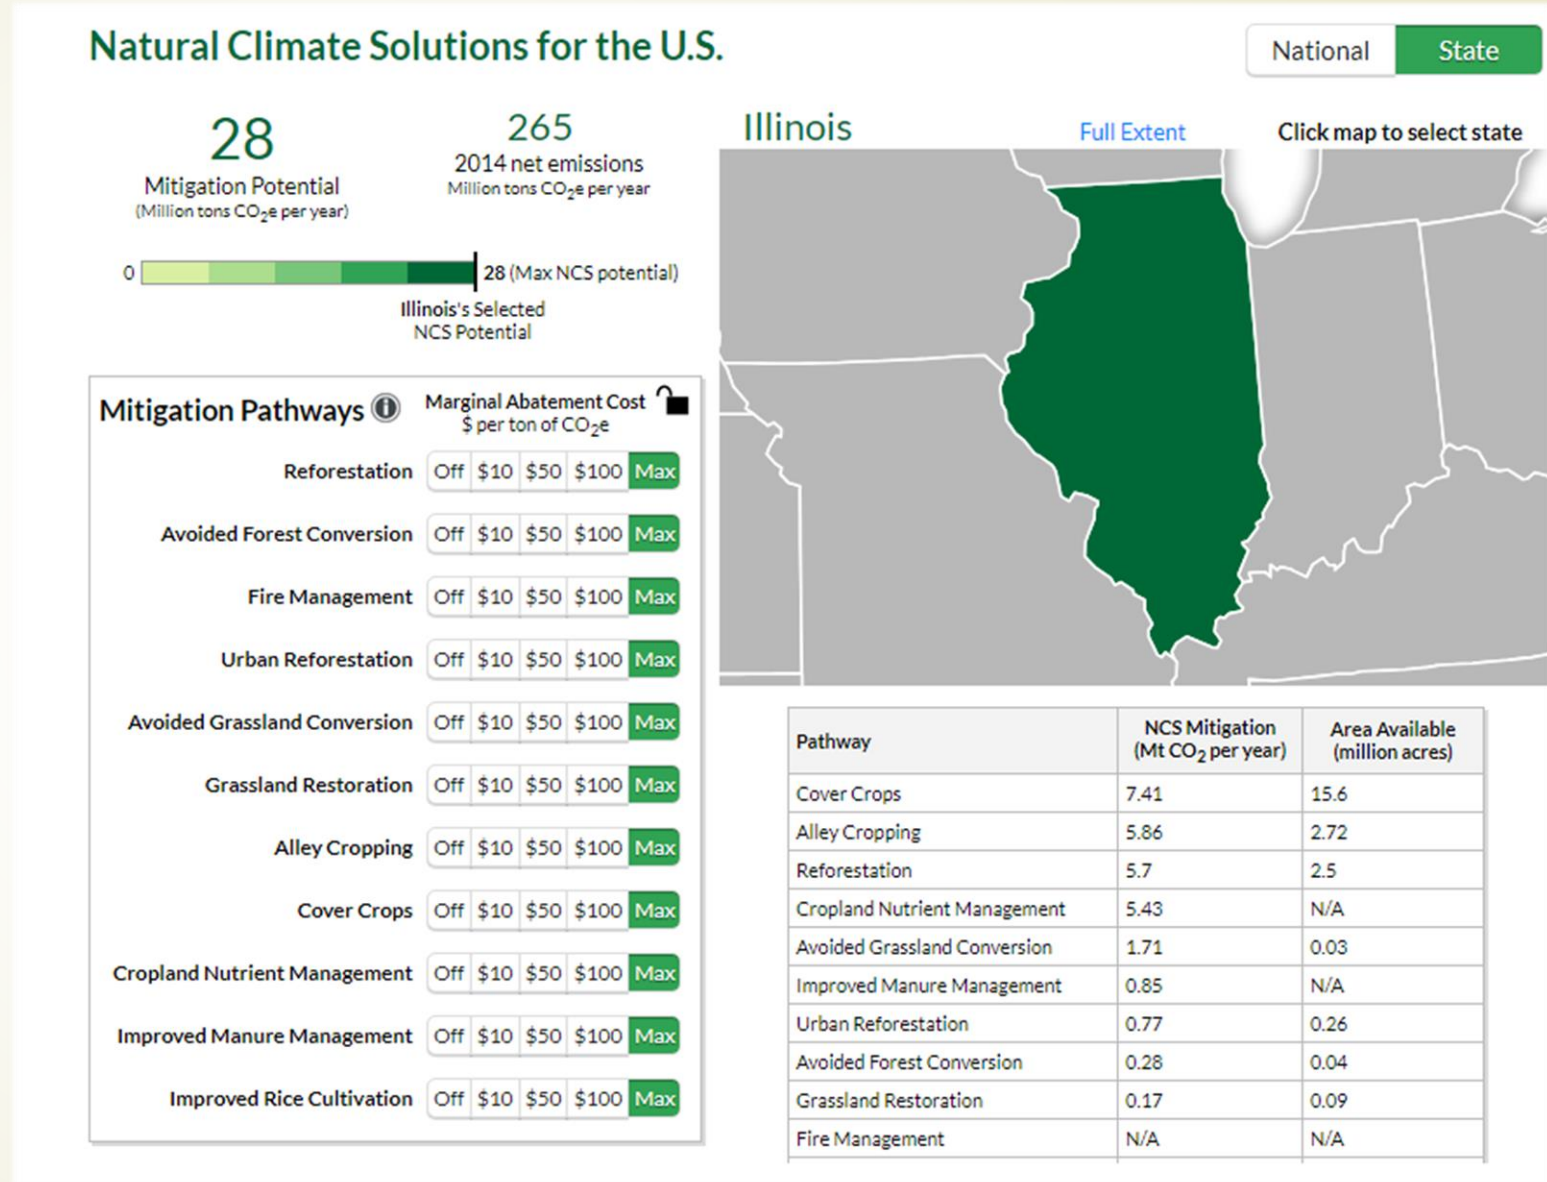 Natural Climate Solutions for the U.S.
National State
28
Mitigation Potential
(Million tons CO₂e per year)
265
2014 net emissions
Million tons CO₂e per year
0
28 (Max NCS potential)
Illinois's Selected
NCS Potential
Illinois
Full Extent
Click map to select state
Mitigation Pathways i
Marginal Abatement Cost
$ per ton of CO₂e
Reforestation Off $10 $50 $100 Max
Avoided Forest Conversion Off $10 $50 $100 Max
Fire Management Off $10 $50 $100 Max
Urban Reforestation Off $10 $50 $100 Max
Avoided Grassland Conversion Off $10 $50 $100 Max
Grassland Restoration Off $10 $50 $100 Max
Alley Cropping Off $10 $50 $100 Max
Cover Crops Off $10 $50 $100 Max
Cropland Nutrient Management Off $10 $50 $100 Max
Improved Manure Management Off $10 $50 $100 Max
Improved Rice Cultivation Off $10 $50 $100 Max
Pathway
NCS Mitigation
(Mt CO₂ per year)
Area Available
(million acres)
Cover Crops 7.41 15.6
Alley Cropping 5.86 2.72
Reforestation 5.7 2.5
Cropland Nutrient Management 5.43 N/A
Avoided Grassland Conversion 1.71 0.03
Improved Manure Management 0.85 N/A
Urban Reforestation 0.77 0.26
Avoided Forest Conversion 0.28 0.04
Grassland Restoration 0.17 0.09
Fire Management N/A N/A